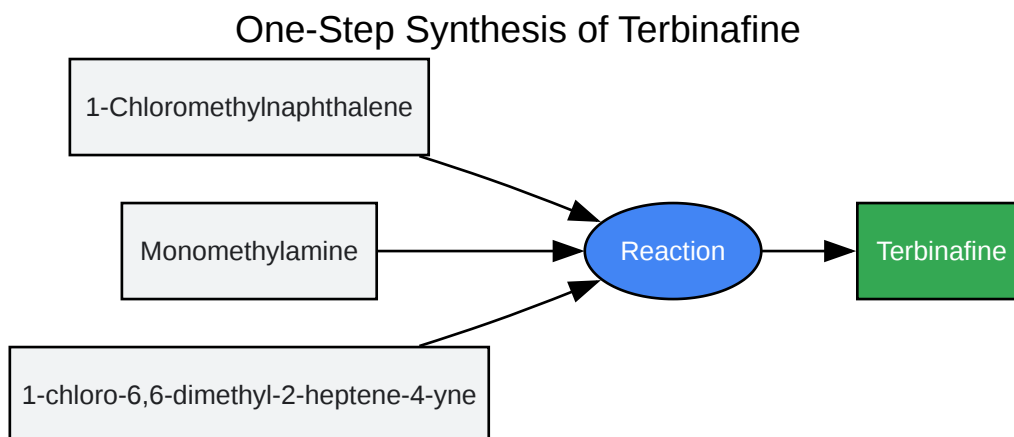 One-Step Synthesis of Terbinafine
1-Chloromethylnaphthalene
Monomethylamine
Reaction
Terbinafine
1-chloro-6,6-dimethyl-2-heptene-4-yne